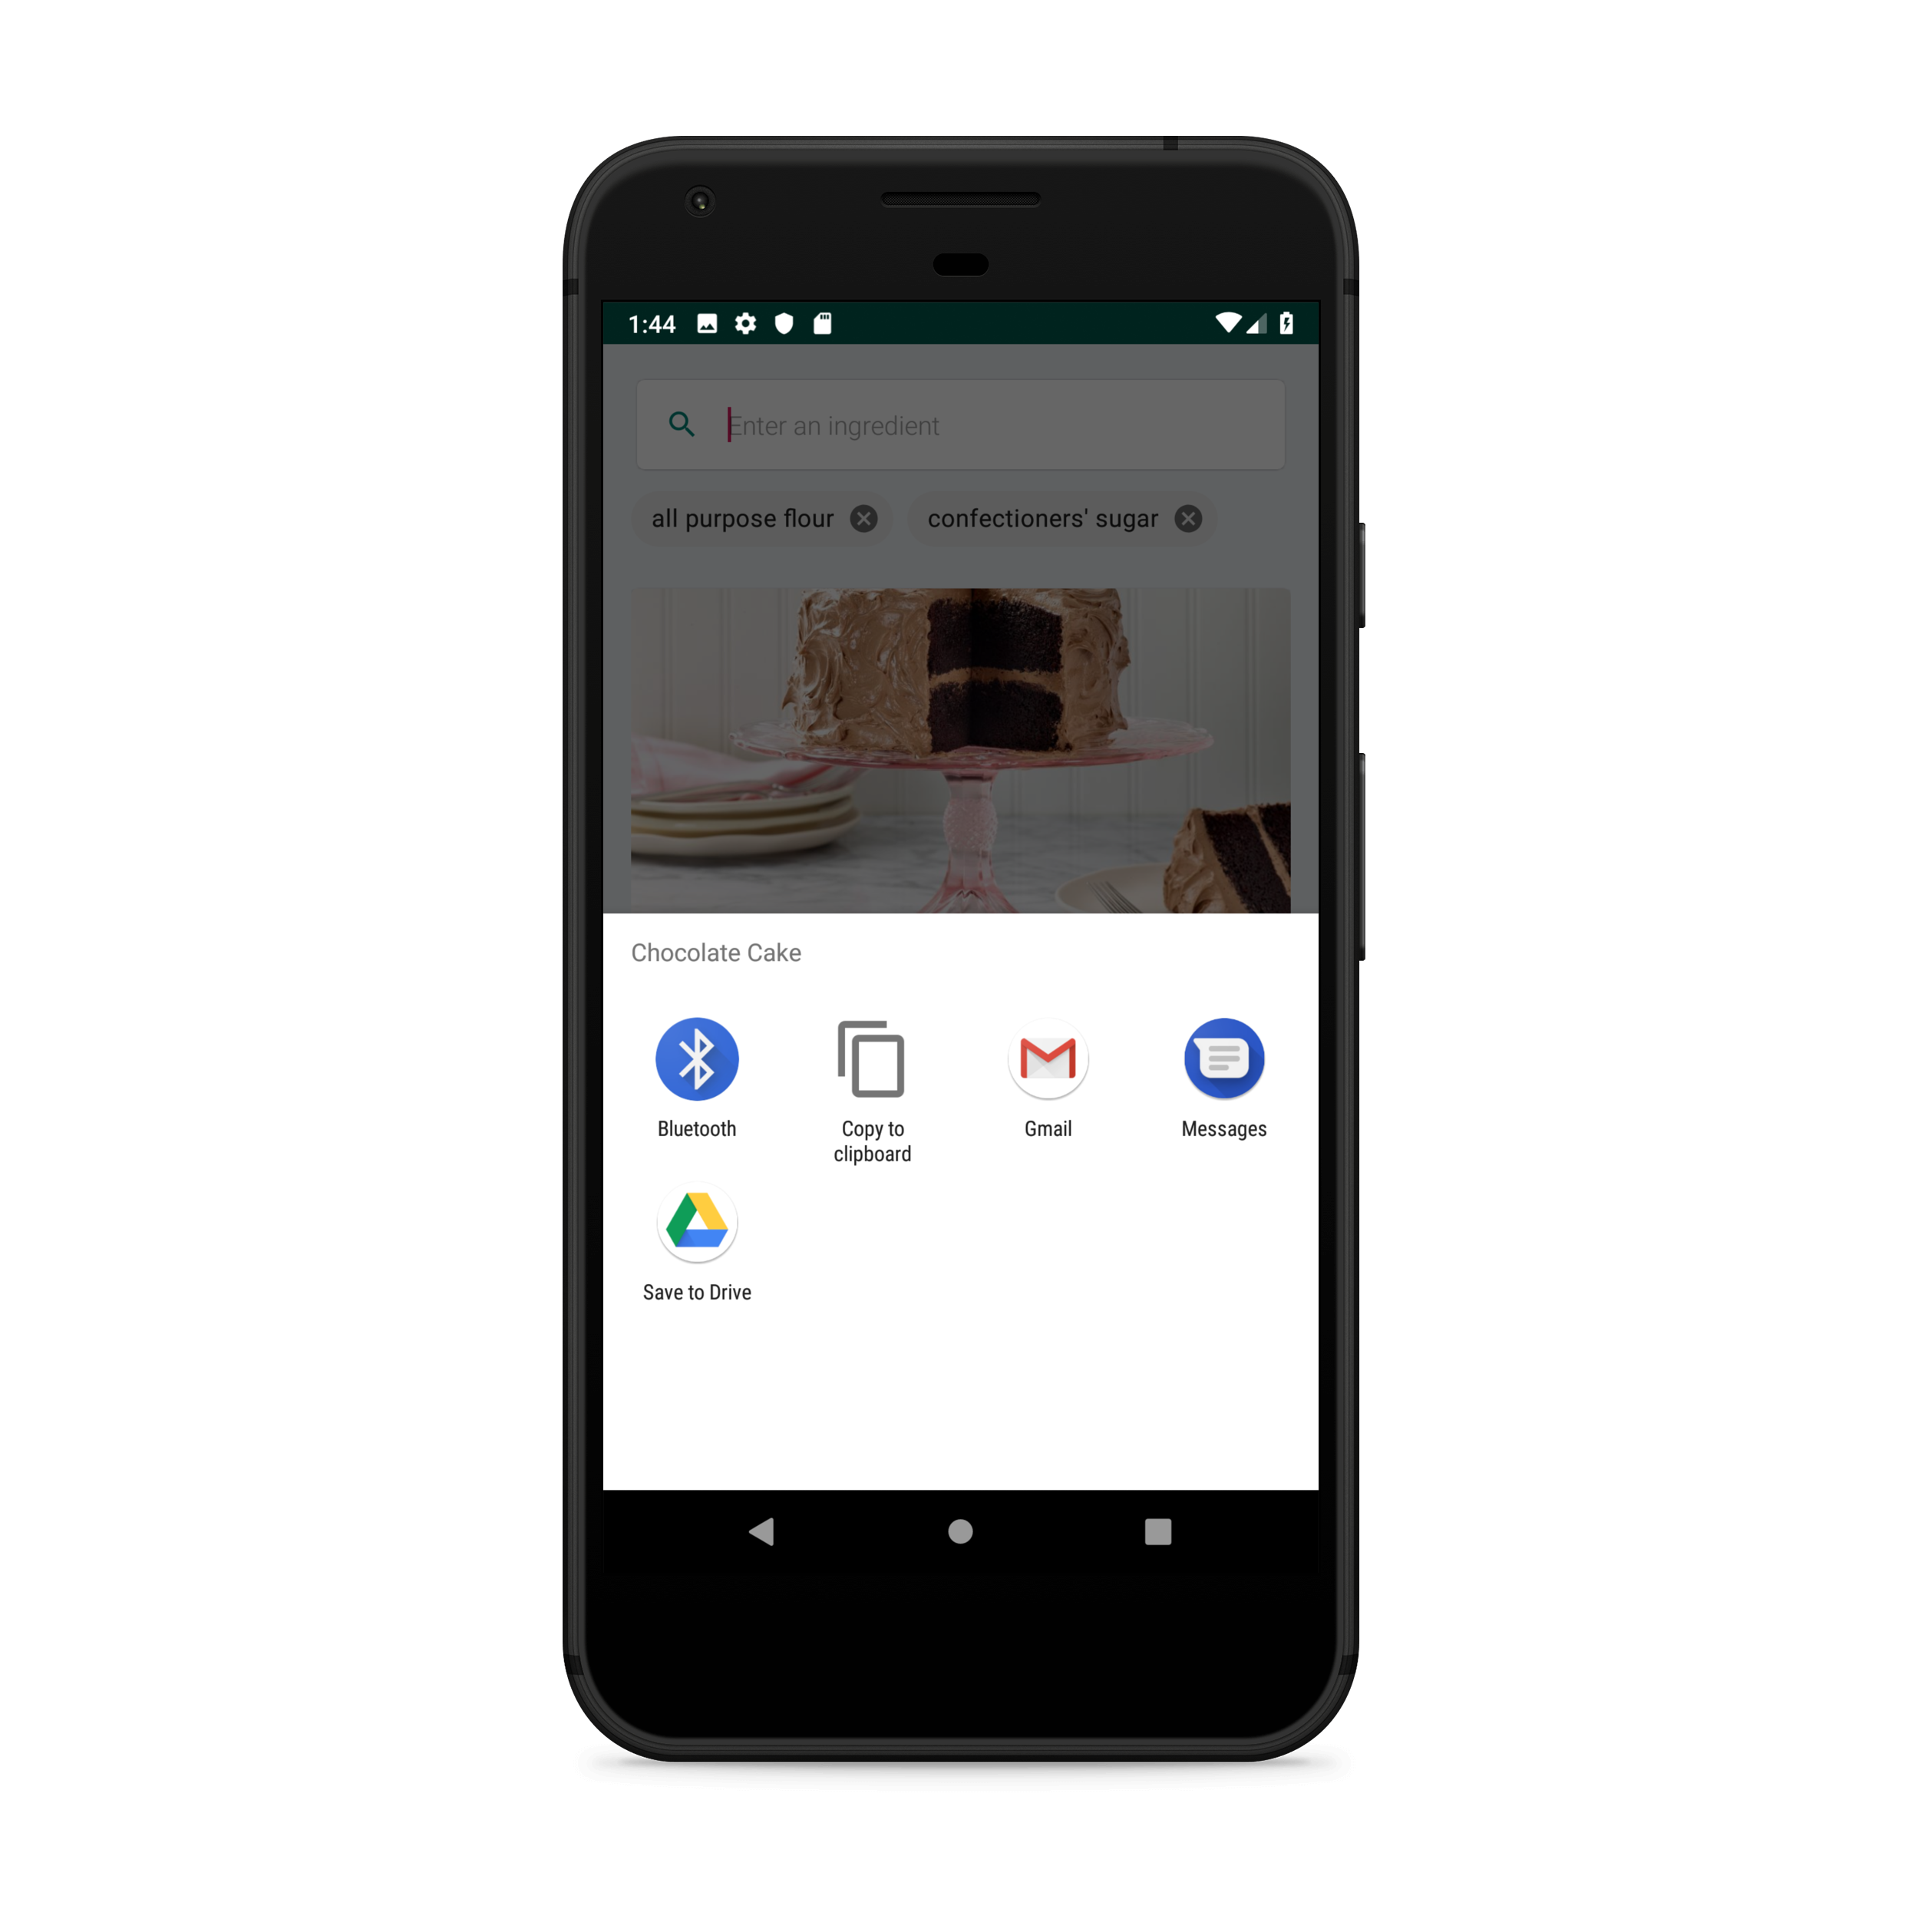 1:44
Enter an ingredient
all purpose flour
confectioners' sugar
Chocolate Cake
Bluetooth
Copy to
clipboard
Gmail
Messages
Save to Drive